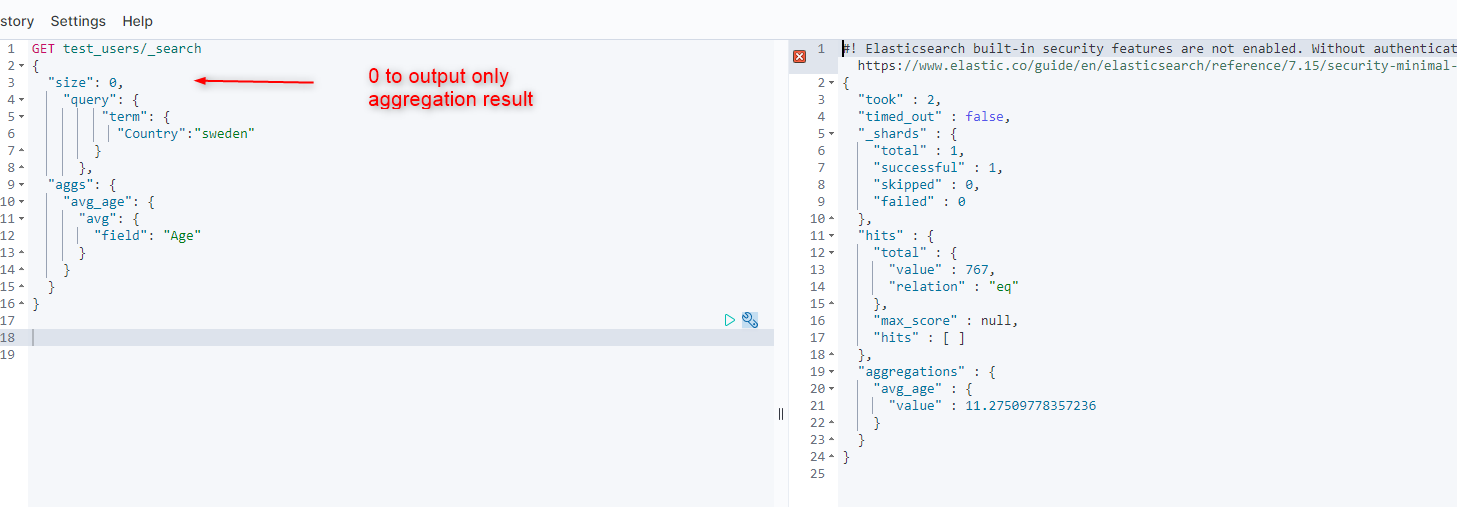 story Settings Help
1 GET test_users/_search
2 {
3 "size": 0,
4 "query": {
5 "term": {
6 "Country":"sweden"
7 }
8 },
9 "aggs": {
10 "avg_age": {
11 "avg": {
12 "field": "Age"
13 }
14 }
15 }
16 }
17
18
19
0 to output only
aggregation result
1 #! Elasticsearch built-in security features are not enabled. Without authenticat
https://www.elastic.co/guide/en/elasticsearch/reference/7.15/security-minimal-
2 {
3 "took" : 2,
4 "timed_out" : false,
5 "_shards" : {
6 "total" : 1,
7 "successful" : 1,
8 "skipped" : 0,
9 "failed" : 0
10 },
11 "hits" : {
12 "total" : {
13 "value" : 767,
14 "relation" : "eq"
15 },
16 "max_score" : null,
17 "hits" : [ ]
18 },
19 "aggregations" : {
20 "avg_age" : {
21 "value" : 11.27509778357236
22 }
23 }
24 }
25